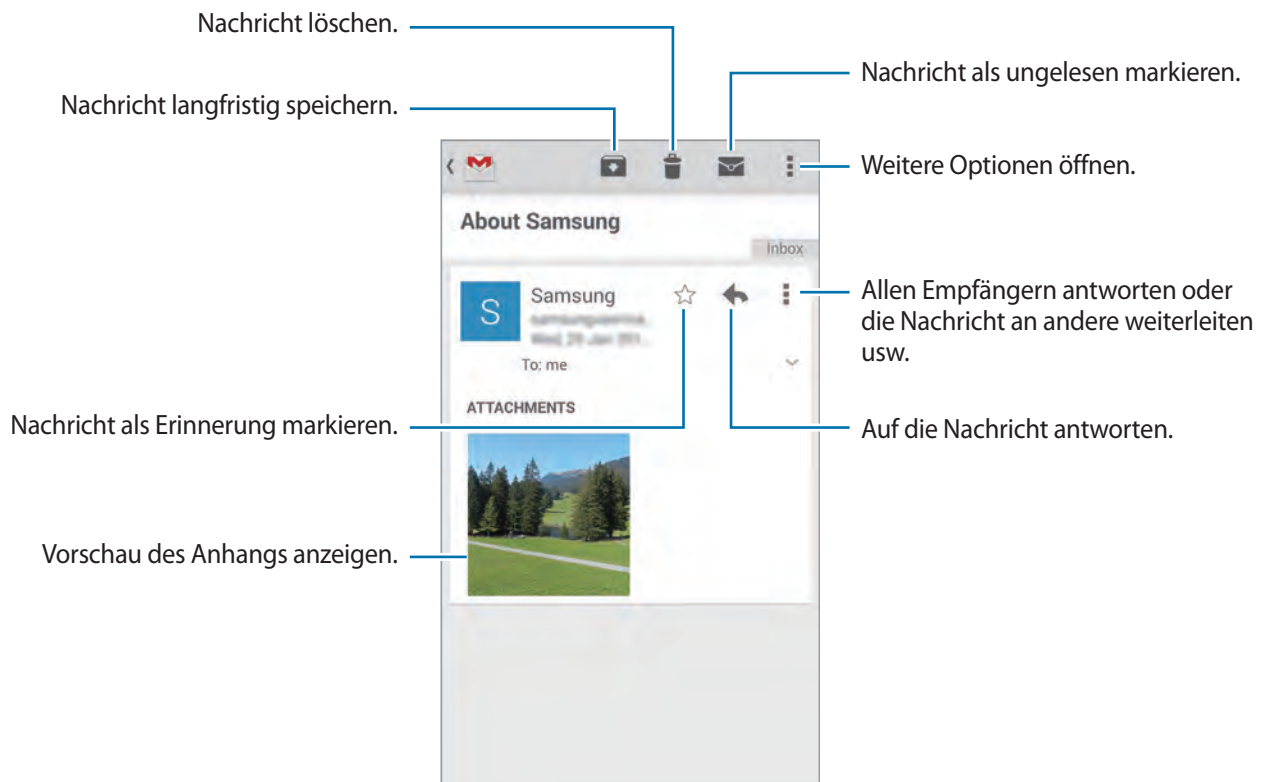 Nachricht löschen.
Nachricht als ungelesen markieren.
Nachricht langfristig speichern.
Weitere Optionen öffnen.
About Samsung
Inbox
S
Samsung
Allen Empfängern antworten oder
die Nachricht an andere weiterleiten
usw.
To: me
ATTACHMENTS
Nachricht als Erinnerung markieren.
Auf die Nachricht antworten.
Vorschau des Anhangs anzeigen.